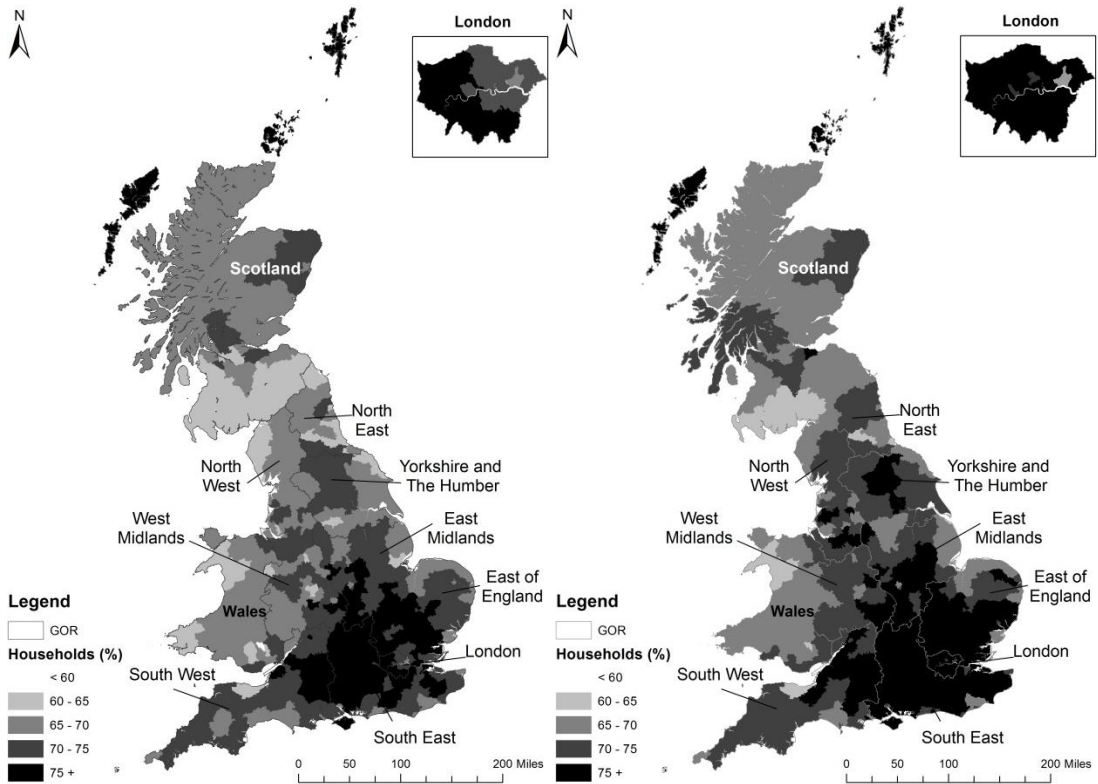 N
London
Scotland
North
East
North
West
Yorkshire and
The Humber
West
Midlands
East
Midlands
East of
England
Wales
London
South West
South East
Legend
GOR
Households (%)
< 60
60 - 65
65 - 70
70 - 75
75 +
0 50 100 200 Miles
N
London
Scotland
North
East
North
West
Yorkshire and
The Humber
West
Midlands
East
Midlands
East of
England
Wales
London
South West
South East
Legend
GOR
Households (%)
< 60
60 - 65
65 - 70
70 - 75
75 +
0 50 100 200 Miles